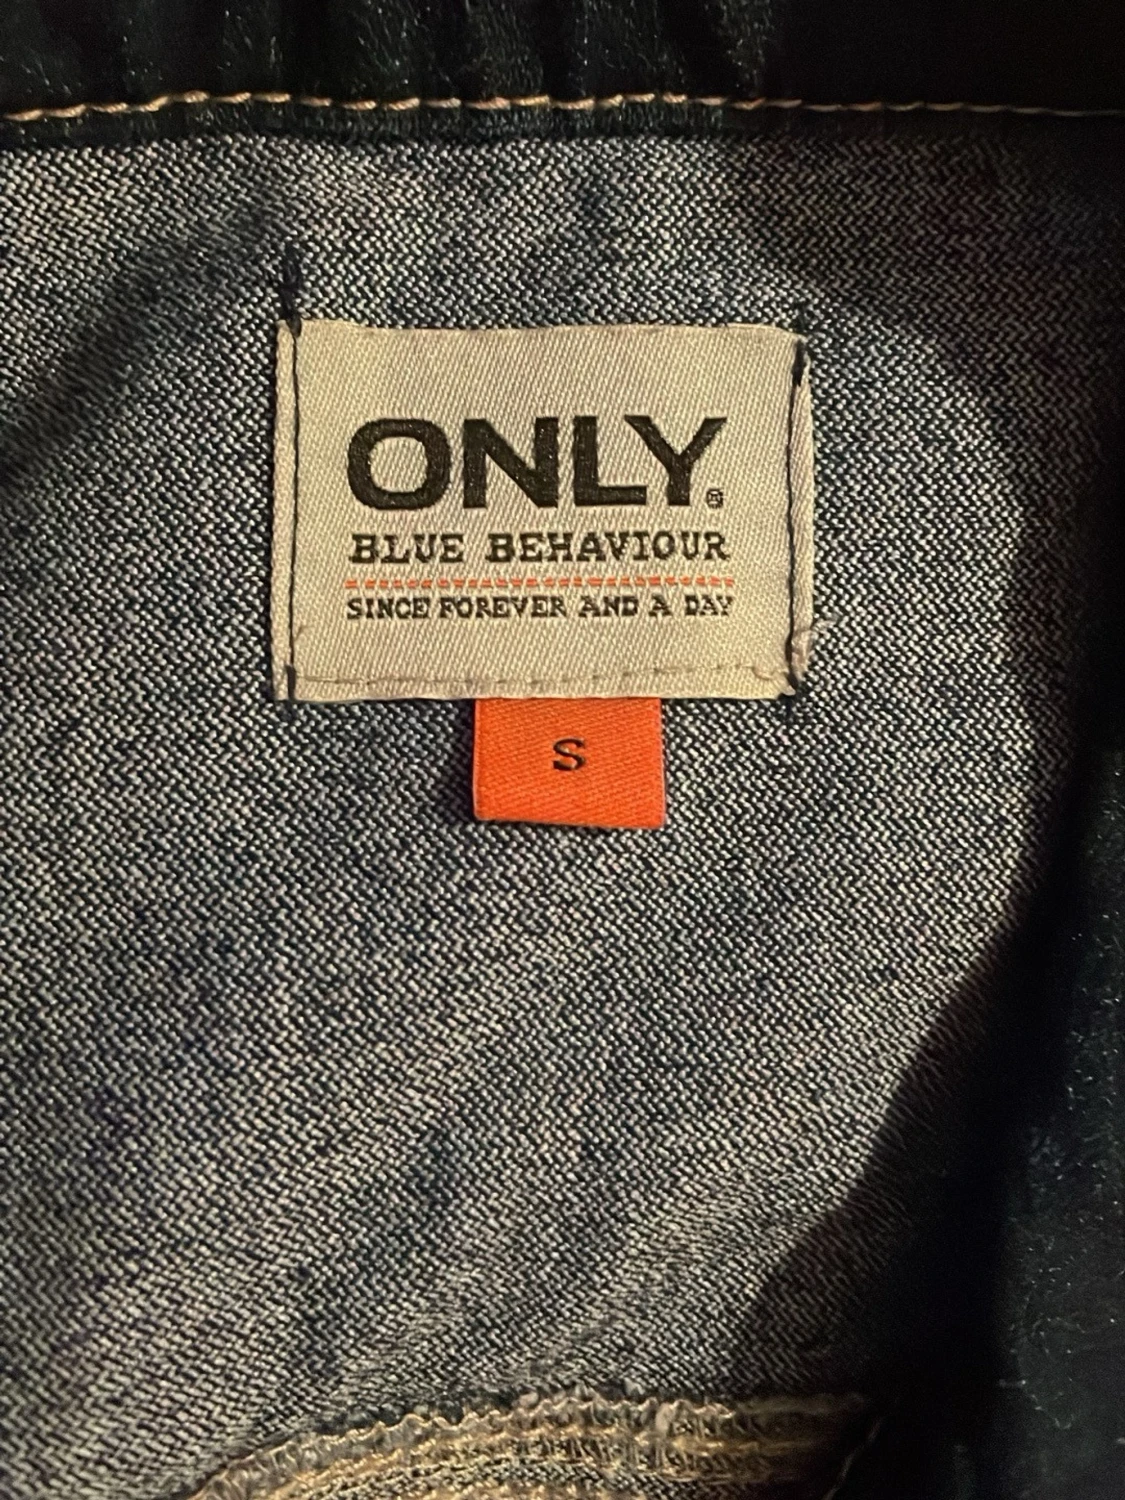 ONLY®
BLUE BEHAVIOUR
SINCE FOREVER AND A DAY
S